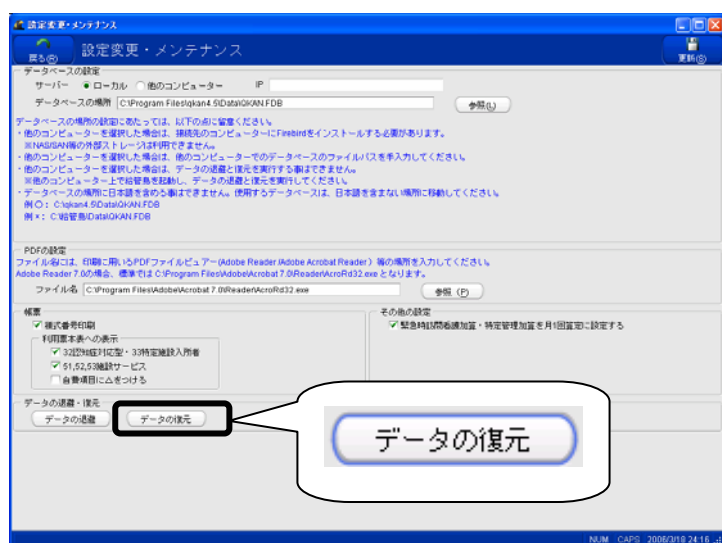 設定変更・メンテナンス
戻る(R)
設定変更・メンテナンス
更新(S)
データベースの設定
サーバー ローカル 他のコンピューター IP
データベースの場所 C:\Program Files\qkan4.5\Data\QKAN.FDB 参照(L)
データベースの場所の設定にあたっては、以下の点に留意ください。
・他のコンピューターを選択した場合は、接続先のコンピューターにFirebirdをインストールする必要があります。
※NAS/SAN等の外部ストレージは利用できません。
・他のコンピューターを選択した場合は、他のコンピューターでのデータベースのファイルパスを手入力してください。
・他のコンピューターを選択した場合は、データの退避と復元を実行する事はできません。
※他のコンピューター上で給管鳥を起動し、データの退避と復元を実行してください。
・データベースの場所に日本語を含める事はできません。使用するデータベースは、日本語を含まない場所に移動してください。
例○: C:\qkan4.5\Data\QKAN.FDB
例×: C:\給管鳥\Data\QKAN.FDB
PDFの設定
ファイル名には、印刷に用いるPDFファイルビュアー(Adobe Reader /Adobe Acrobat Reader)等の場所を入力してください。
Adobe Reader 7.0の場合、標準では C:\Program Files\Adobe\Acrobat 7.0\Reader\AcroRd32.exe となります。
ファイル名 C:\Program Files\Adobe\Acrobat 7.0\Reader\AcroRd32.exe 参照(P)
帳票
様式番号印刷
利用票本表への表示
32認知症対応型・33特定施設入所者
51,52,53施設サービス
自費項目に△をつける
その他の設定
緊急時訪問看護加算・特定管理加算を月1回算定に設定する
データの退避・復元
データの退避 データの復元
データの復元
NUM CAPS 2006/3/18 24:16